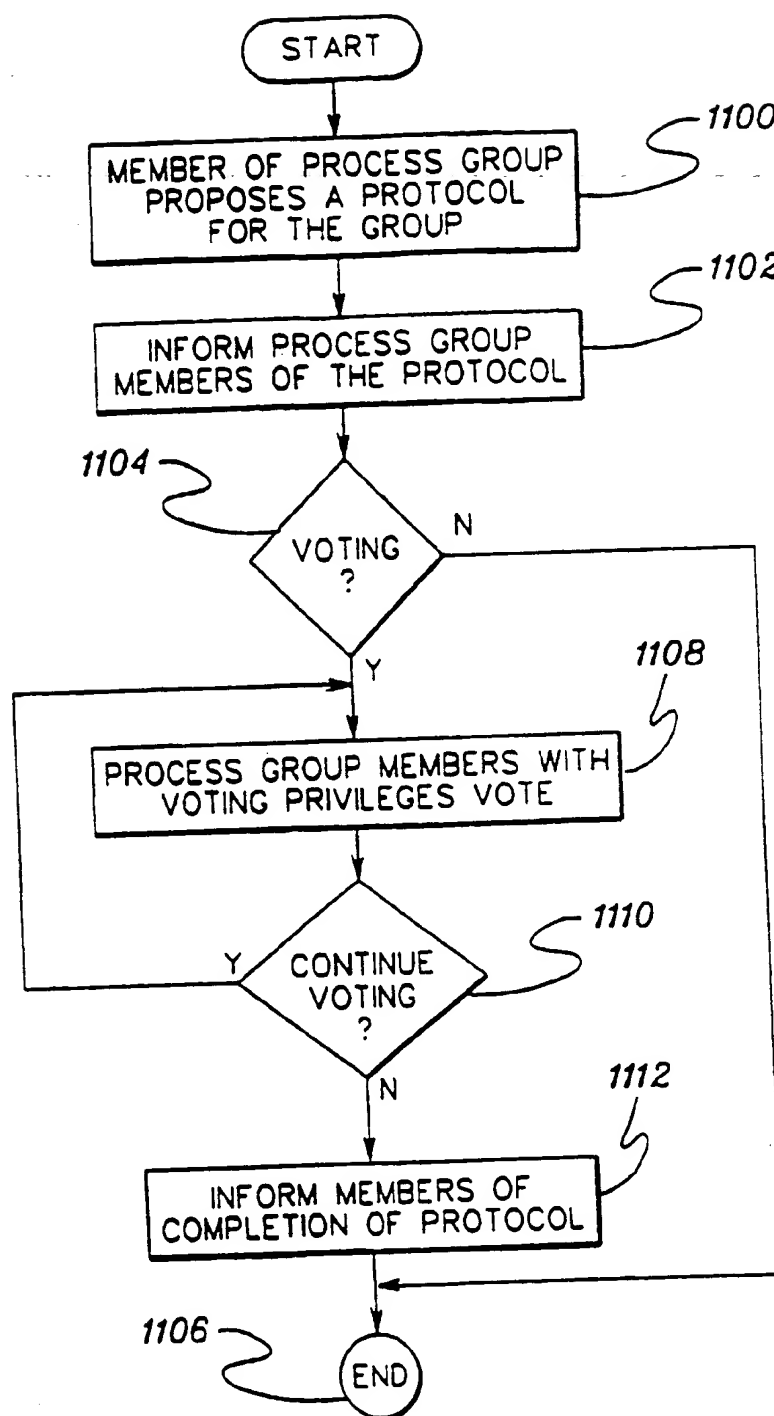 START
1100
MEMBER OF PROCESS GROUP
PROPOSES A PROTOCOL
FOR THE GROUP
1102
INFORM PROCESS GROUP
MEMBERS OF THE PROTOCOL
1104
VOTING
?
N
Y
1108
PROCESS GROUP MEMBERS WITH
VOTING PRIVILEGES VOTE
1110
Y
CONTINUE
VOTING
?
N
1112
INFORM MEMBERS OF
COMPLETION OF PROTOCOL
1106
END